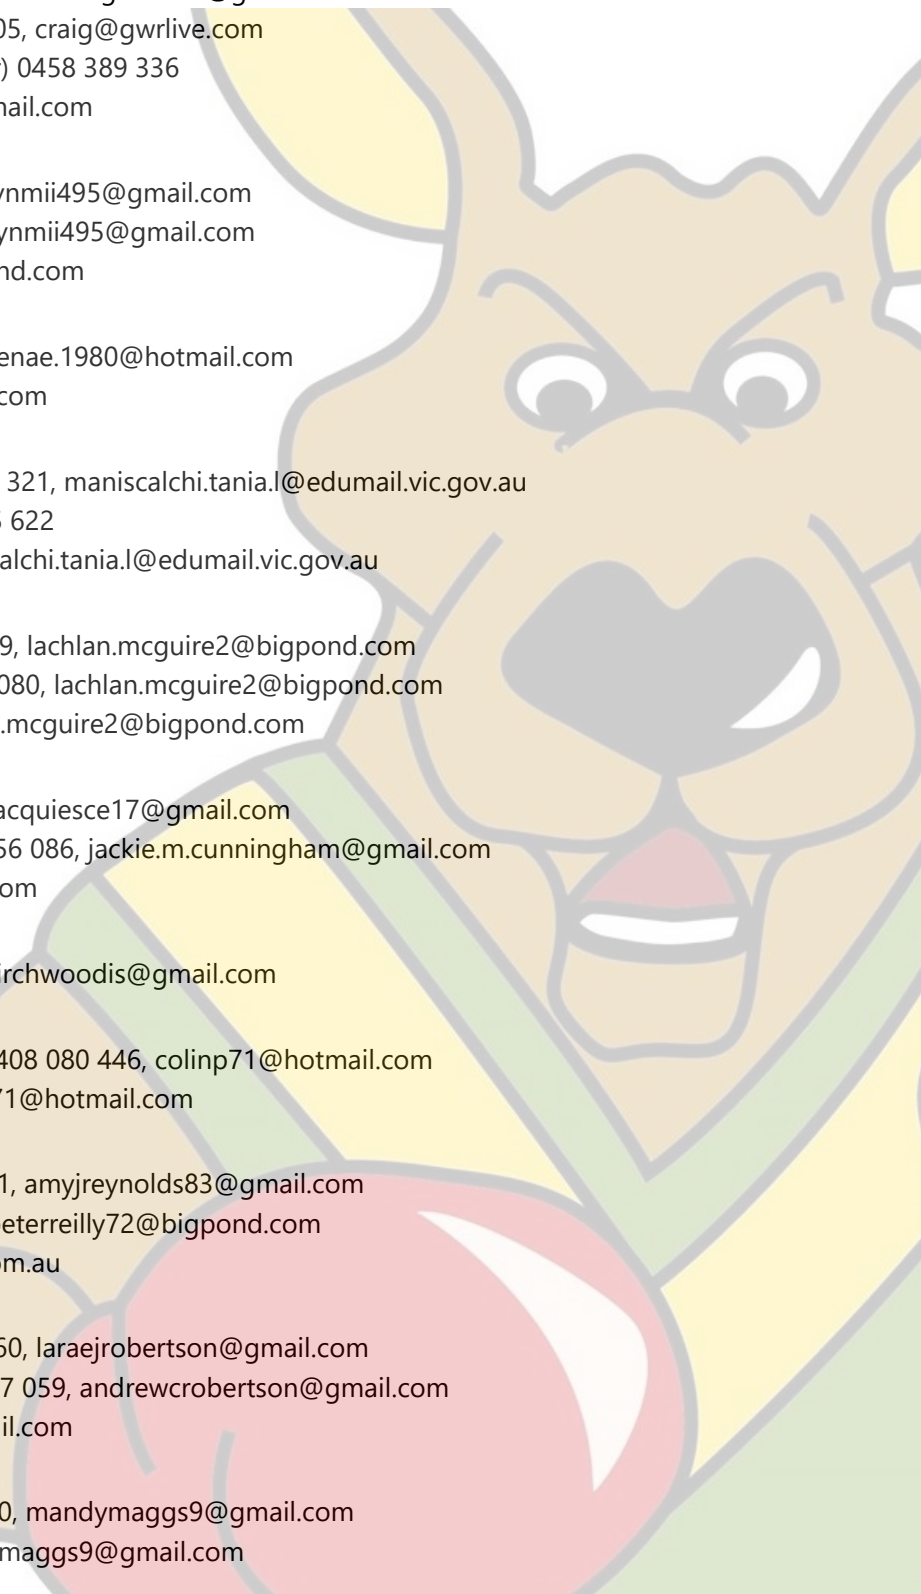 05, craig@gwrlive.com
) 0458 389 336
nail.com
ynmii495@gmail.com
ynmii495@gmail.com
nd.com
enae.1980@hotmail.com
.com
321, maniscalchi.tania.l@edumail.vic.gov.au
622
alchi.tania.l@edumail.vic.gov.au
9, lachlan.mcguire2@bigpond.com
080, lachlan.mcguire2@bigpond.com
.mcguire2@bigpond.com
acquiesce17@gmail.com
56 086, jackie.m.cunningham@gmail.com
om
irchwoodis@gmail.com
408 080 446, colinp71@hotmail.com
71@hotmail.com
1, amyjreynolds83@gmail.com
peterreilly72@bigpond.com
om.au
60, laraejrobertson@gmail.com
7 059, andrewcrobertson@gmail.com
il.com
0, mandymaggs9@gmail.com
maggs9@gmail.com